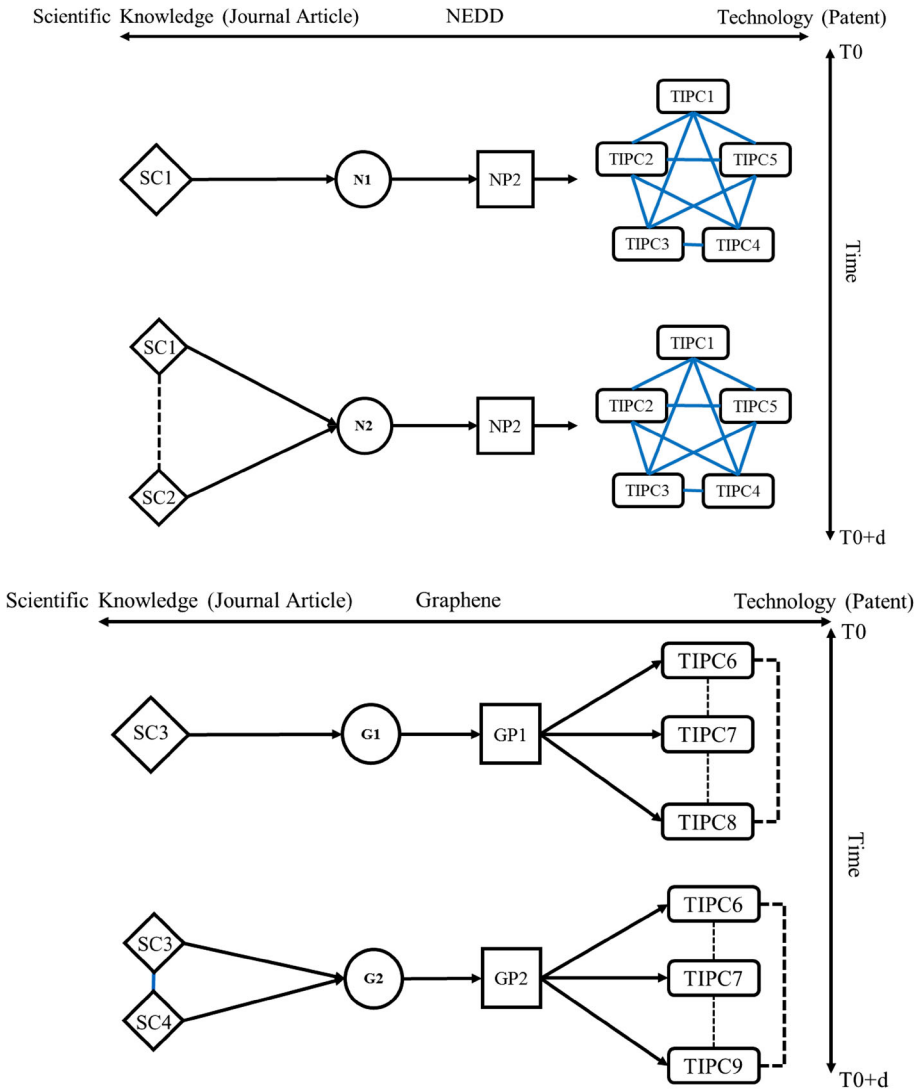 Scientific Knowledge (Journal Article) NEDD Technology (Patent)
T0
TIPC1
TIPC2 TIPC5
SC1 N1 NP2
TIPC3 TIPC4
Time
SC1 TIPC1
TIPC2 TIPC5
N2 NP2
SC2 TIPC3 TIPC4
T0+d
Scientific Knowledge (Journal Article) Graphene Technology (Patent)
T0
TIPC6
SC3 G1 GP1 TIPC7
TIPC8
Time
TIPC6
SC3
G2 GP2 TIPC7
SC4
TIPC9
T0+d